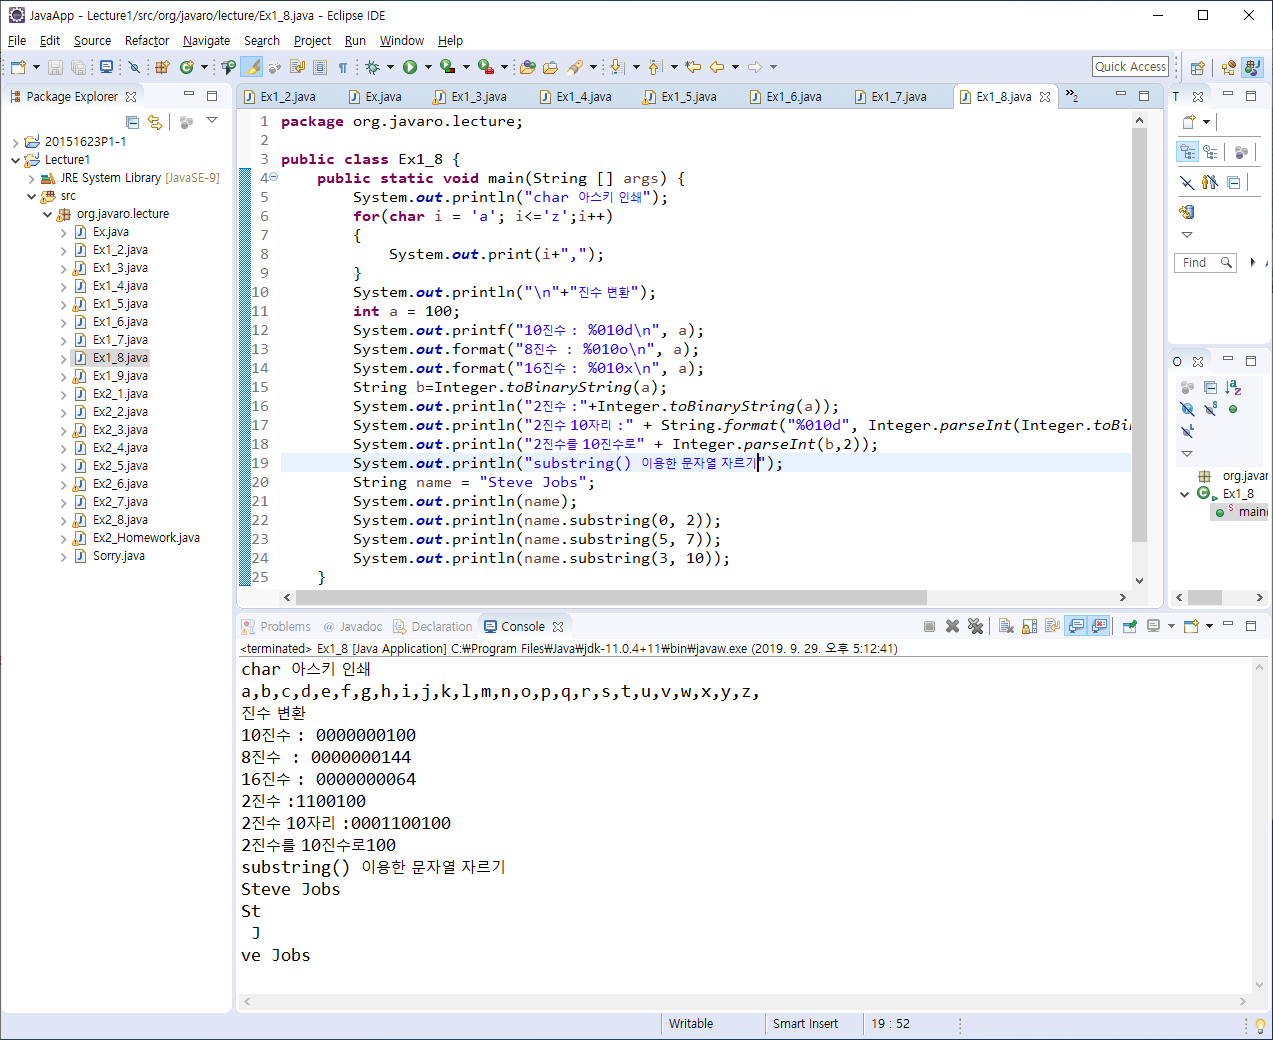 JavaApp - Lecture1/src/org/javaro/lecture/Ex1_8.java - Eclipse IDE
File Edit Source Refactor Navigate Search Project Run Window Help
Quick Access
Package Explorer
Ex1_2.java Ex.java Ex1_3.java Ex1_4.java Ex1_5.java Ex1_6.java Ex1_7.java Ex1_8.java »2
20151623P1-1
Lecture1
JRE System Library [JavaSE-9]
src
org.javaro.lecture
Ex.java
Ex1_2.java
Ex1_3.java
Ex1_4.java
Ex1_5.java
Ex1_6.java
Ex1_7.java
Ex1_8.java
Ex1_9.java
Ex2_1.java
Ex2_2.java
Ex2_3.java
Ex2_4.java
Ex2_5.java
Ex2_6.java
Ex2_7.java
Ex2_8.java
Ex2_Homework.java
Sorry.java
1 package org.javaro.lecture;
2
3 public class Ex1_8 {
4 public static void main(String [] args) {
5 System.out.println("char 아스키 인쇄");
6 for(char i = 'a'; i<='z';i++)
7 {
8 System.out.print(i+",");
9 }
10 System.out.println("\n"+"진수 변환");
11 int a = 100;
12 System.out.printf("10진수 : %010d\n", a);
13 System.out.format("8진수 : %010o\n", a);
14 System.out.format("16진수 : %010x\n", a);
15 String b=Integer.toBinaryString(a);
16 System.out.println("2진수 :"+Integer.toBinaryString(a));
17 System.out.println("2진수 10자리 :" + String.format("%010d", Integer.parseInt(Integer.toBi
18 System.out.println("2진수를 10진수로" + Integer.parseInt(b,2));
19 System.out.println("substring() 이용한 문자열 자르기");
20 String name = "Steve Jobs";
21 System.out.println(name);
22 System.out.println(name.substring(0, 2));
23 System.out.println(name.substring(5, 7));
24 System.out.println(name.substring(3, 10));
25 }
T
Find
O
org.javar
Ex1_8
main(
Problems @ Javadoc Declaration Console
<terminated> Ex1_8 [Java Application] C:₩Program Files₩Java₩jdk-11.0.4+11₩bin₩javaw.exe (2019. 9. 29. 오후 5:12:41)
char 아스키 인쇄
a,b,c,d,e,f,g,h,i,j,k,l,m,n,o,p,q,r,s,t,u,v,w,x,y,z,
진수 변환
10진수 : 0000000100
8진수 : 0000000144
16진수 : 0000000064
2진수 :1100100
2진수 10자리 :0001100100
2진수를 10진수로100
substring() 이용한 문자열 자르기
Steve Jobs
St
J
ve Jobs
Writable Smart Insert 19 : 52